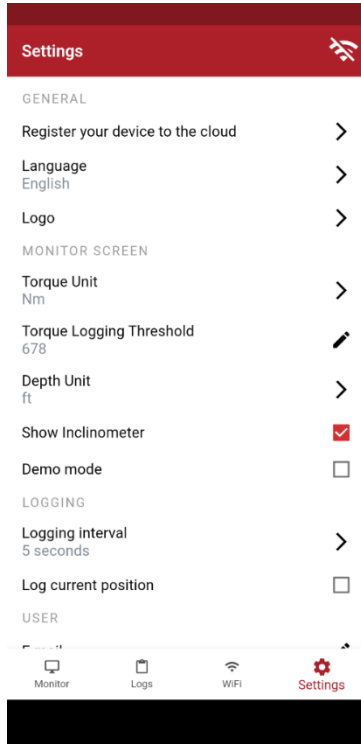 Settings
GENERAL
Register your device to the cloud
Language
English
Logo
MONITOR SCREEN
Torque Unit
Nm
Torque Logging Threshold
678
Depth Unit
ft
Show Inclinometer
Demo mode
LOGGING
Logging interval
5 seconds
Log current position
USER
Monitor
Logs
WiFi
Settings